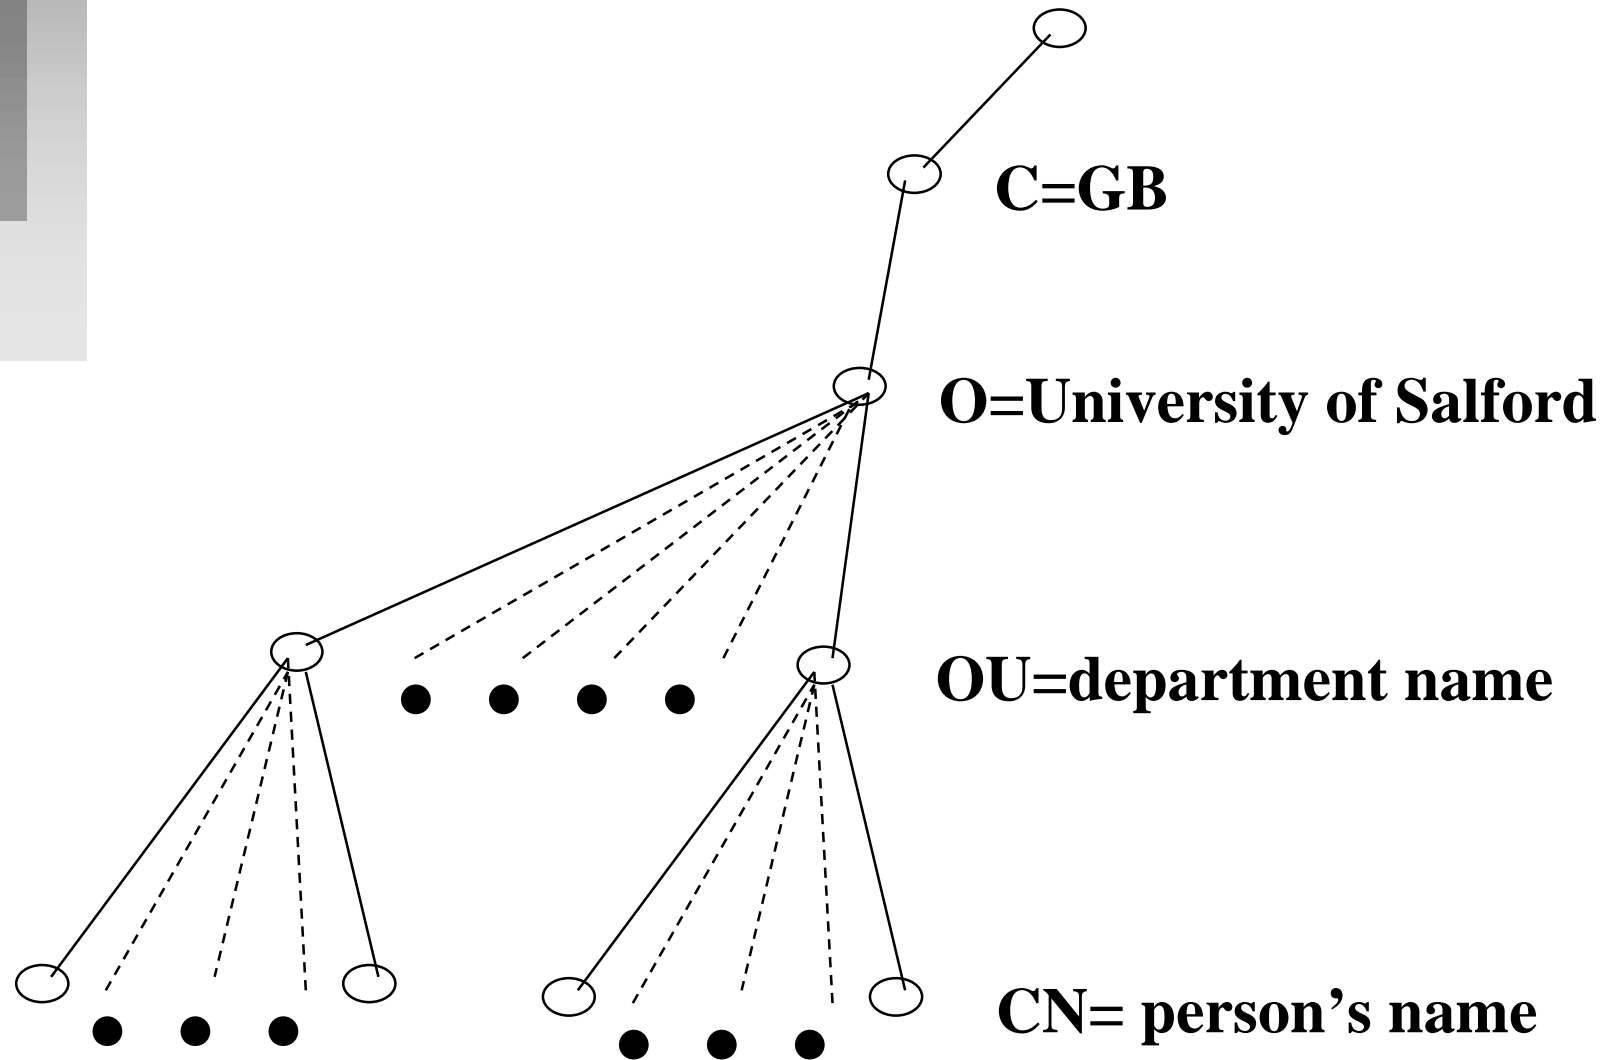 C=GB
O=University of Salford
OU=department name
CN= person’s name